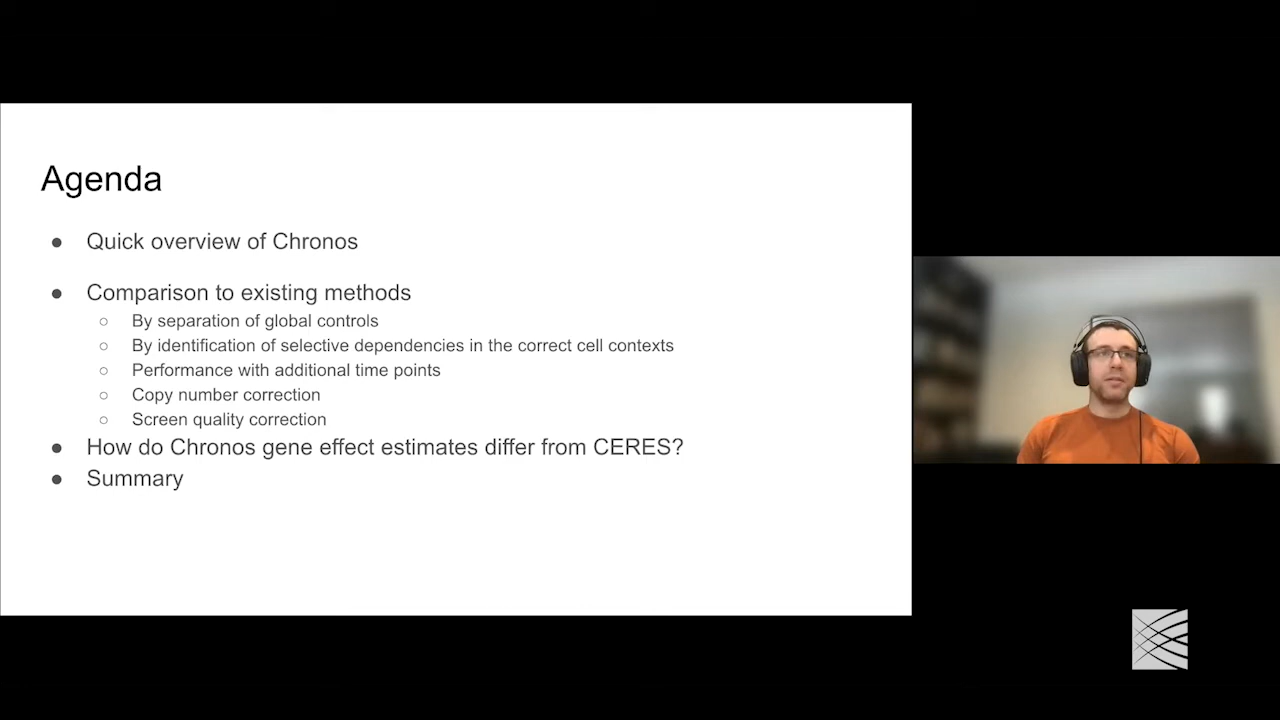 Agenda
● Quick overview of Chronos
● Comparison to existing methods
○ By separation of global controls
○ By identification of selective dependencies in the correct cell contexts
○ Performance with additional time points
○ Copy number correction
○ Screen quality correction
● How do Chronos gene effect estimates differ from CERES?
● Summary